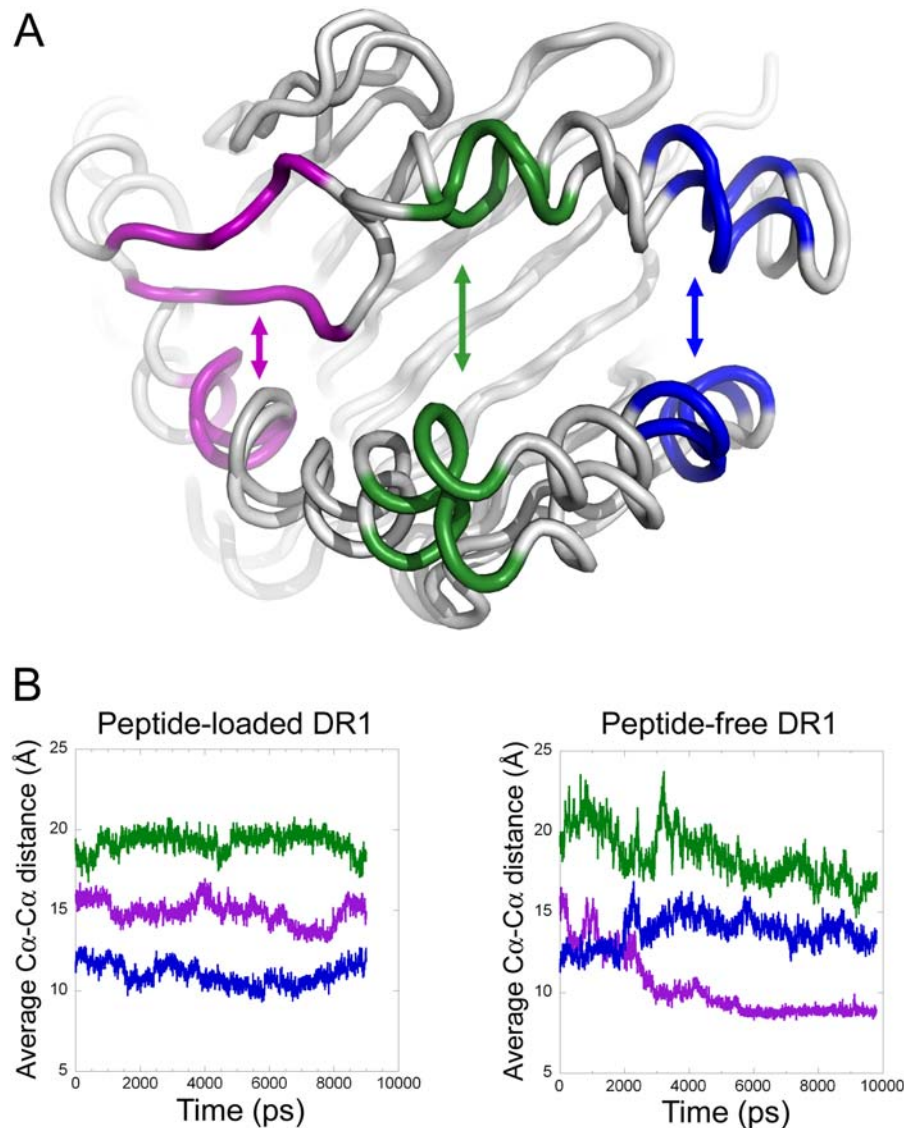 A
B
Peptide-loaded DR1
Peptide-free DR1
Average Cα-Cα distance (Å)
25
20
15
10
5
0
2000
4000
6000
8000
10000
Time (ps)
Average Cα-Cα distance (Å)
25
20
15
10
5
0
2000
4000
6000
8000
10000
Time (ps)